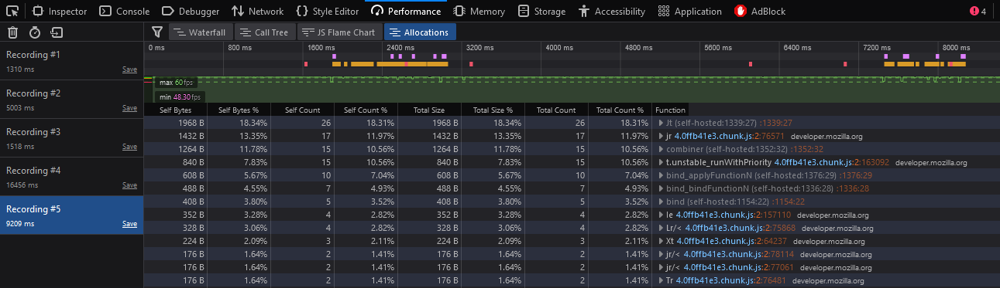 Inspector Console Debugger Network Style Editor Performance Memory Storage Accessibility Application AdBlock 4
Waterfall Call Tree JS Flame Chart Allocations
Recording #1
1310 ms Save
Recording #2
5003 ms Save
Recording #3
1518 ms Save
Recording #4
16456 ms Save
Recording #5
9209 ms Save
0 ms 800 ms 1600 ms 2400 ms 3200 ms 4000 ms 4800 ms 5600 ms 6400 ms 7200 ms 8000 ms
max 60 fps
min 48.30 fps
Self Bytes Self Bytes % Self Count Self Count % Total Size Total Size % Total Count Total Count % Function
1968 B 18.34% 26 18.31% 1968 B 18.34% 26 18.31% Jt (self-hosted:1339:27) :1339:27
1432 B 13.35% 17 11.97% 1432 B 13.35% 17 11.97% jr 4.0ffb41e3.chunk.js:2:76571 developer.mozilla.org
1264 B 11.78% 15 10.56% 1264 B 11.78% 15 10.56% combiner (self-hosted:1352:32) :1352:32
840 B 7.83% 15 10.56% 840 B 7.83% 15 10.56% t.unstable_runWithPriority 4.0ffb41e3.chunk.js:2:163092 developer.mozilla.org
608 B 5.67% 10 7.04% 608 B 5.67% 10 7.04% bind_applyFunctionN (self-hosted:1376:29) :1376:29
488 B 4.55% 7 4.93% 488 B 4.55% 7 4.93% bind_bindFunctionN (self-hosted:1336:28) :1336:28
408 B 3.80% 5 3.52% 408 B 3.80% 5 3.52% bind (self-hosted:1154:22) :1154:22
352 B 3.28% 4 2.82% 352 B 3.28% 4 2.82% le 4.0ffb41e3.chunk.js:2:157110 developer.mozilla.org
328 B 3.06% 4 2.82% 328 B 3.06% 4 2.82% Lr/< 4.0ffb41e3.chunk.js:2:75868 developer.mozilla.org
224 B 2.09% 3 2.11% 224 B 2.09% 3 2.11% Xt 4.0ffb41e3.chunk.js:2:64237 developer.mozilla.org
176 B 1.64% 2 1.41% 176 B 1.64% 2 1.41% jr/< 4.0ffb41e3.chunk.js:2:78114 developer.mozilla.org
176 B 1.64% 2 1.41% 176 B 1.64% 2 1.41% jr/< 4.0ffb41e3.chunk.js:2:77061 developer.mozilla.org
176 B 1.64% 2 1.41% 176 B 1.64% 2 1.41% Tr 4.0ffb41e3.chunk.js:2:76481 developer.mozilla.org